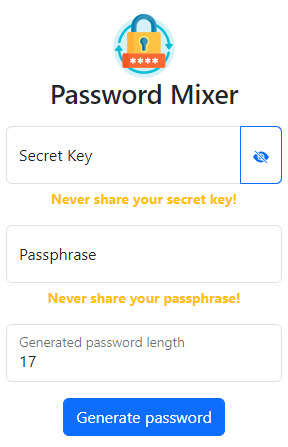 ****
Password Mixer
Secret Key
Never share your secret key!
Passphrase
Never share your passphrase!
Generated password length
17
Generate password